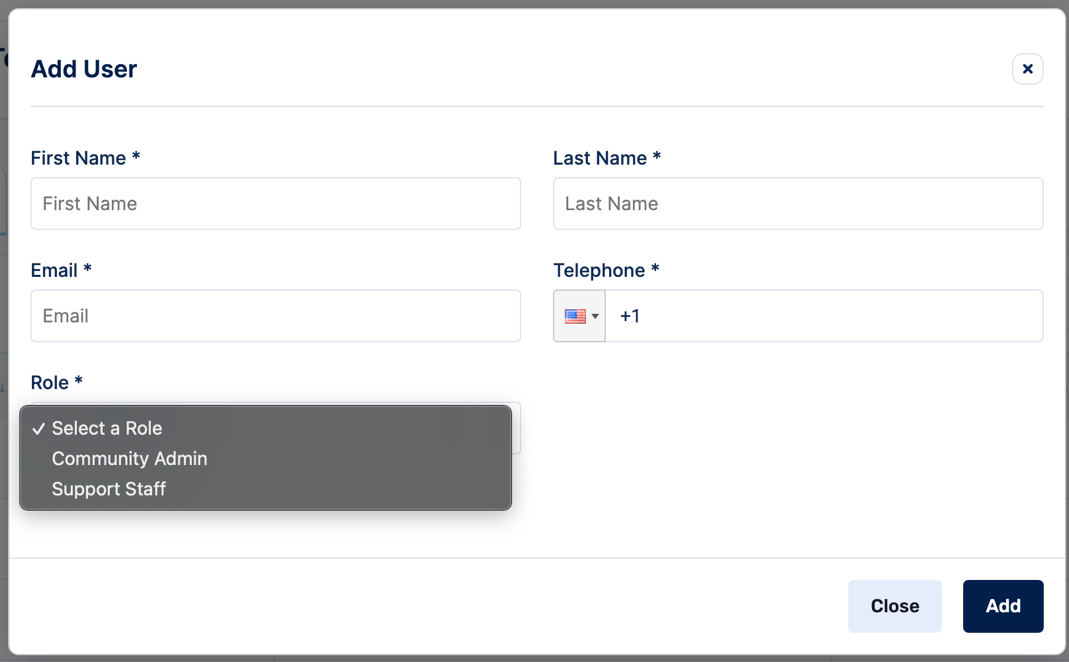 Add User
First Name *
Last Name *
First Name
Last Name
Email *
Telephone *
Email
+1
Role *
✓ Select a Role
Community Admin
Support Staff
Close
Add